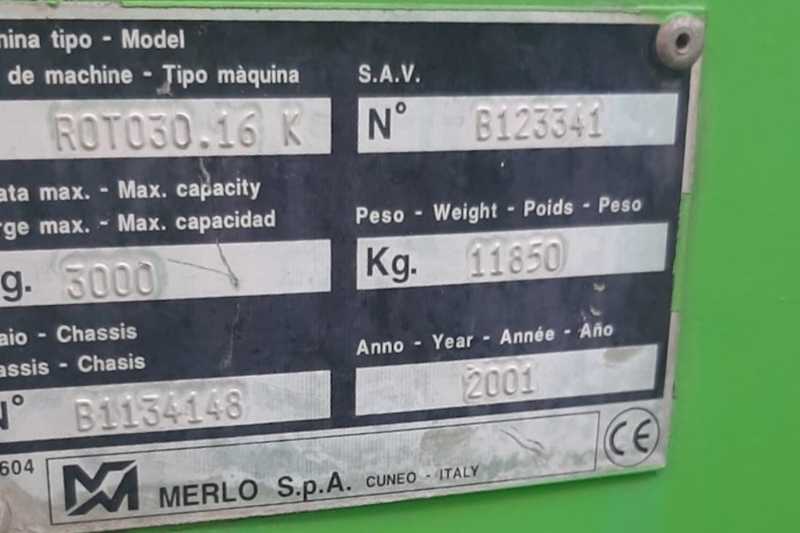 ina tipo - Model
de machine - Tipo màquina
ROTO30.16 K
S.A.V.
N° B123341
ata max. - Max. capacity
rge max. - Max. capacidad
g. 3000
Peso - Weight - Poids - Peso
Kg. 11850
aio - Chassis
assis - Chasis
N° B1134148
Anno - Year - Année - Año
2001
604
MERLO S.p.A. CUNEO - ITALY
CE